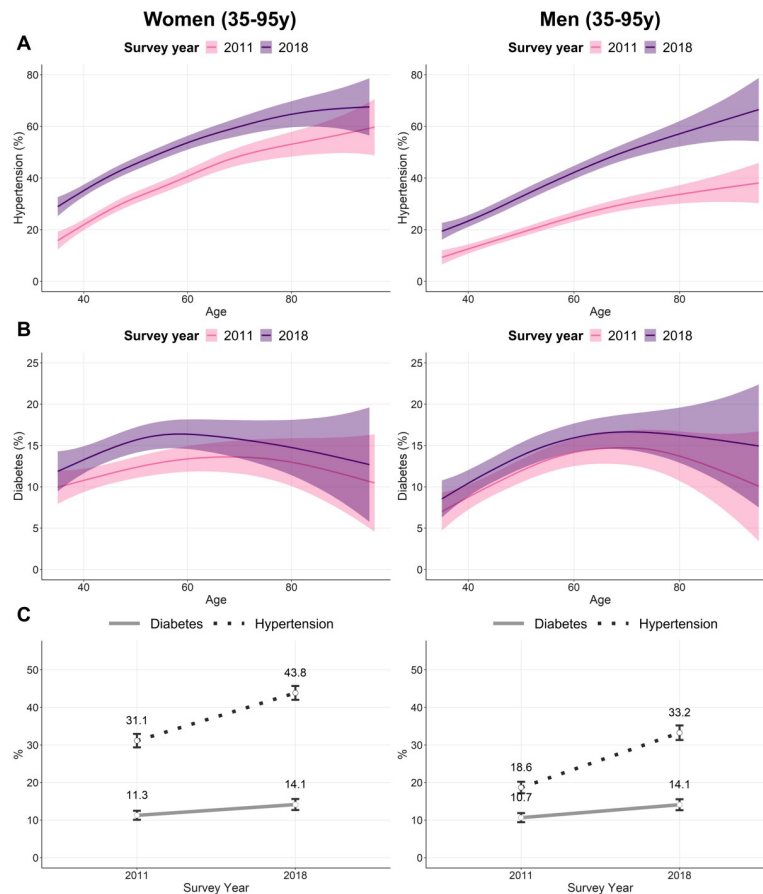 Women (35-95y)
Men (35-95y)
A
Survey year 2011 2018
Survey year 2011 2018
80
60
40
20
0
Hypertension (%)
40 60 80
Age
80
60
40
20
0
Hypertension (%)
40 60 80
Age
B
Survey year 2011 2018
Survey year 2011 2018
25
20
15
10
5
0
Diabetes (%)
40 60 80
Age
25
20
15
10
5
0
Diabetes (%)
40 60 80
Age
C
Diabetes Hypertension
Diabetes Hypertension
50
40
30
20
10
0
%
31.1
43.8
11.3
14.1
2011 2018
Survey Year
50
40
30
20
10
0
%
18.6
33.2
10.7
14.1
2011 2018
Survey Year